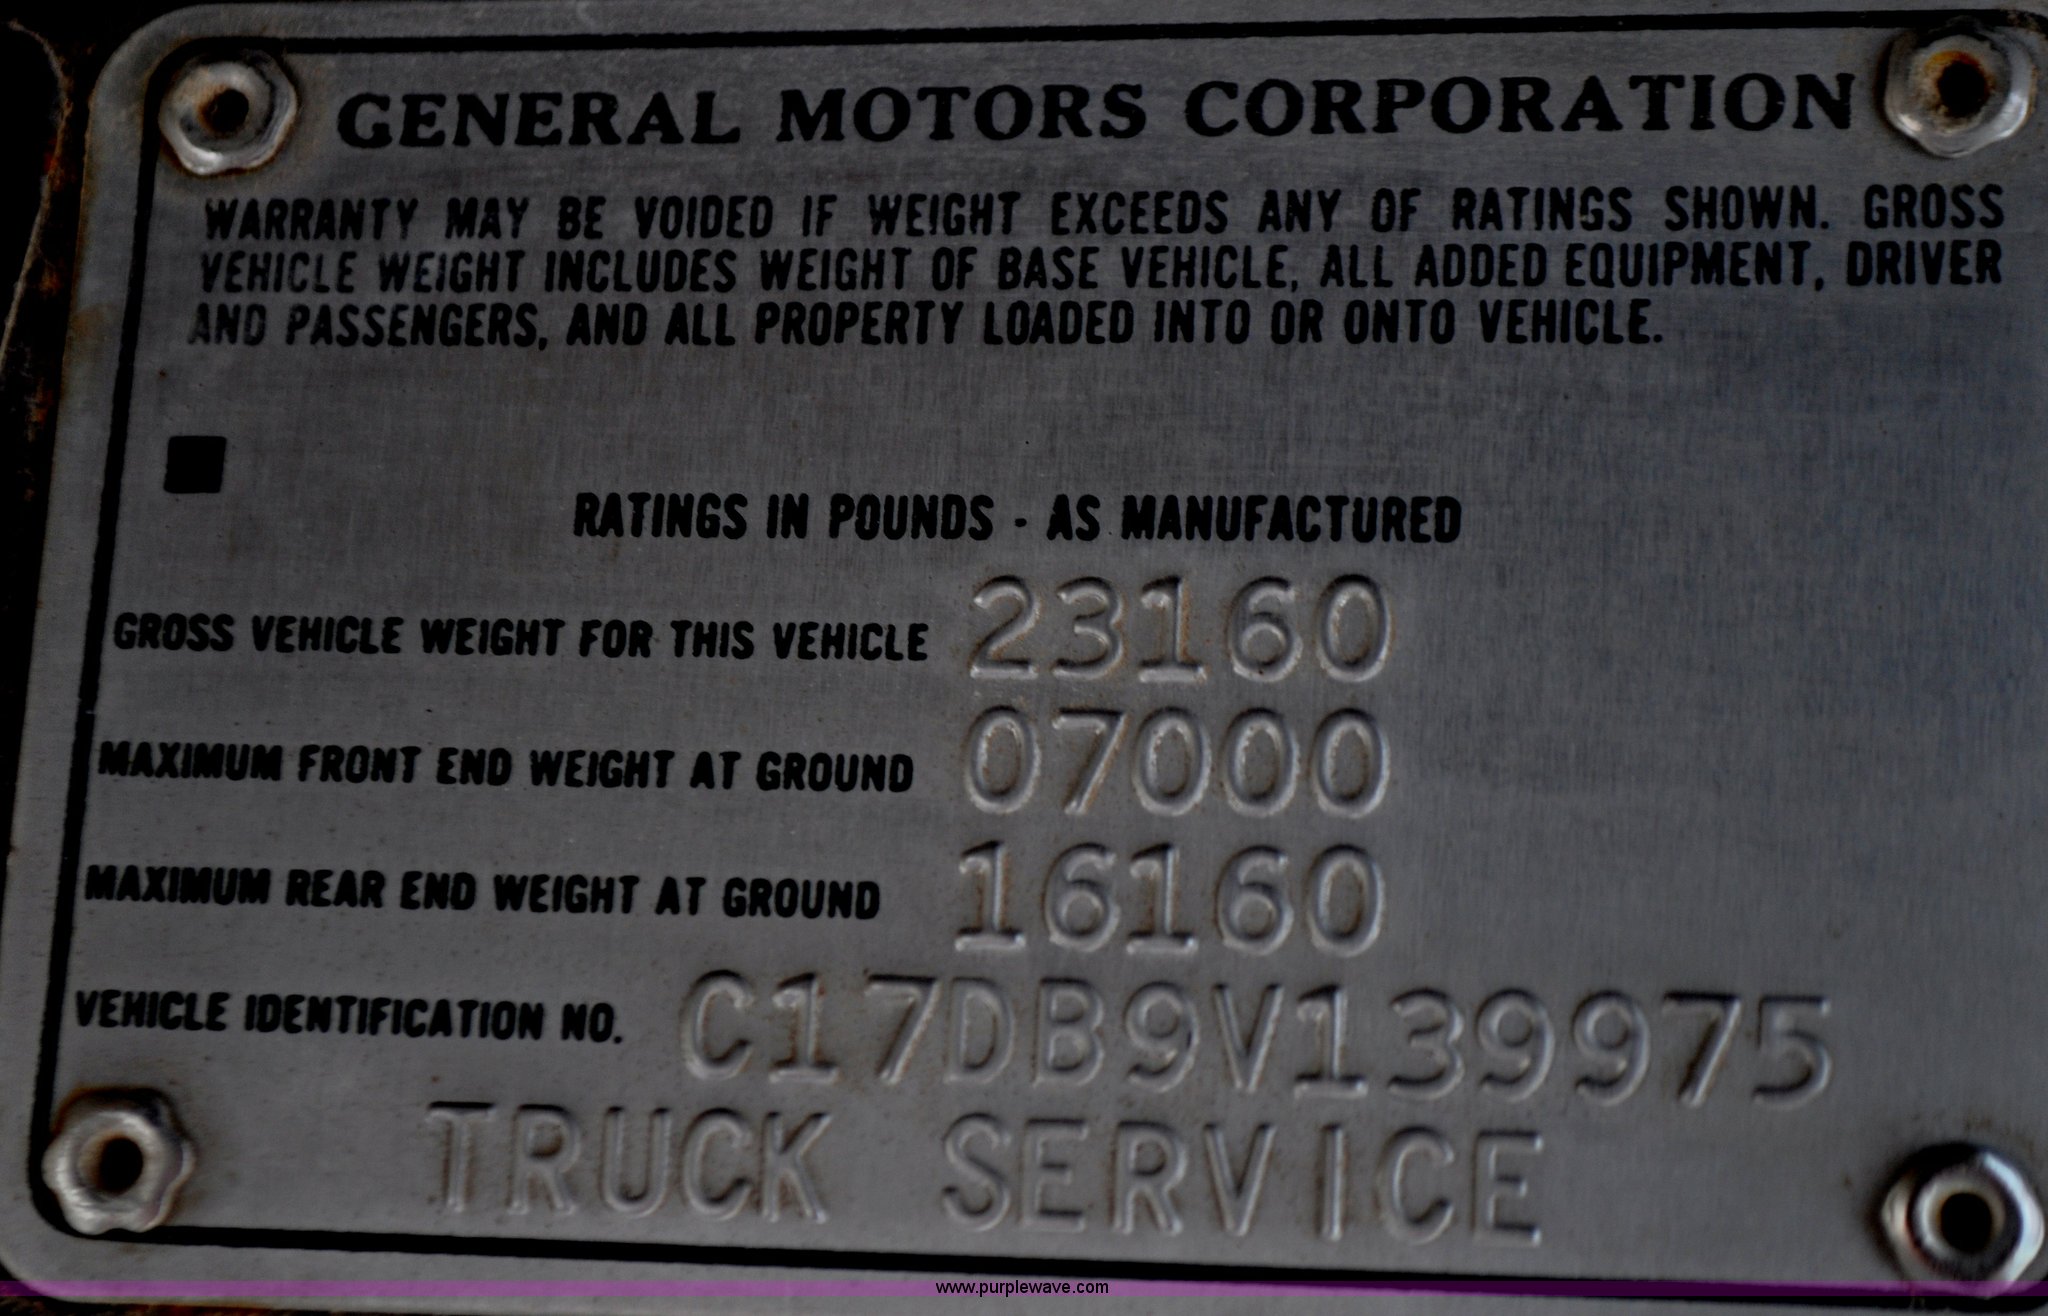 GENERAL MOTORS CORPORATION
WARRANTY MAY BE VOIDED IF WEIGHT EXCEEDS ANY OF RATINGS SHOWN. GROSS
VEHICLE WEIGHT INCLUDES WEIGHT OF BASE VEHICLE, ALL ADDED EQUIPMENT, DRIVER
AND PASSENGERS, AND ALL PROPERTY LOADED INTO OR ONTO VEHICLE.
RATINGS IN POUNDS - AS MANUFACTURED
GROSS VEHICLE WEIGHT FOR THIS VEHICLE 23160
MAXIMUM FRONT END WEIGHT AT GROUND 07000
MAXIMUM REAR END WEIGHT AT GROUND 16160
VEHICLE IDENTIFICATION NO. C17DB9V139975
TRUCK SERVICE
www.purplewave.com